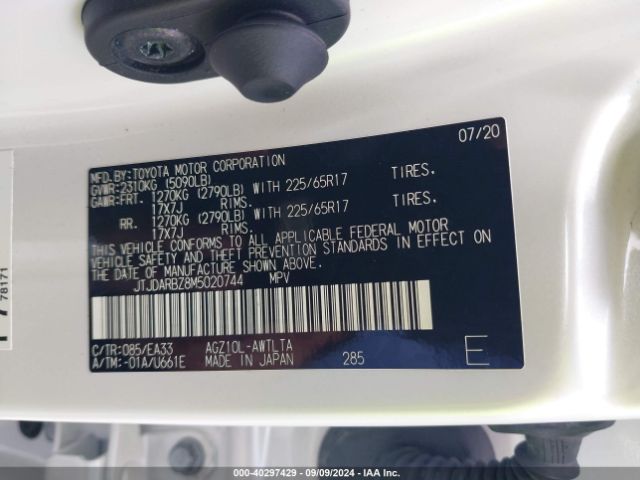 07/20
MFD.BY:TOYOTA MOTOR CORPORATION
GVWR:2310KG (5090LB)
GAWR:FRT. 1270KG (2790LB) WITH 225/65R17 TIRES.
17X7J RIMS.
RR. 1270KG (2790LB) WITH 225/65R17 TIRES.
17X7J RIMS.
THIS VEHICLE CONFORMS TO ALL APPLICABLE FEDERAL MOTOR
VEHICLE SAFETY AND THEFT PREVENTION STANDARDS IN EFFECT ON
THE DATE OF MANUFACTURE SHOWN ABOVE.
JTJDARBZ8M5020744 MPV
C/TR:085/EA33 AGZ10L-AWTLTA
A/TM:-01A/U661E MADE IN JAPAN 285 E
78171
000-40297429 - 09/09/2024 - IAA Inc.